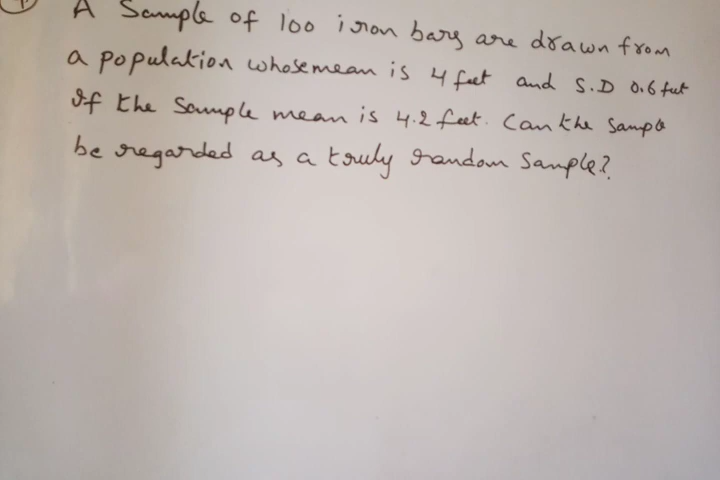 A Sample of 100 iron bars are drawn from
a population whose mean is 4 feet and S.D 0.6 feet
If the Sample mean is 4.2 feet. Can the Sample
be regarded as a truly random Sample?